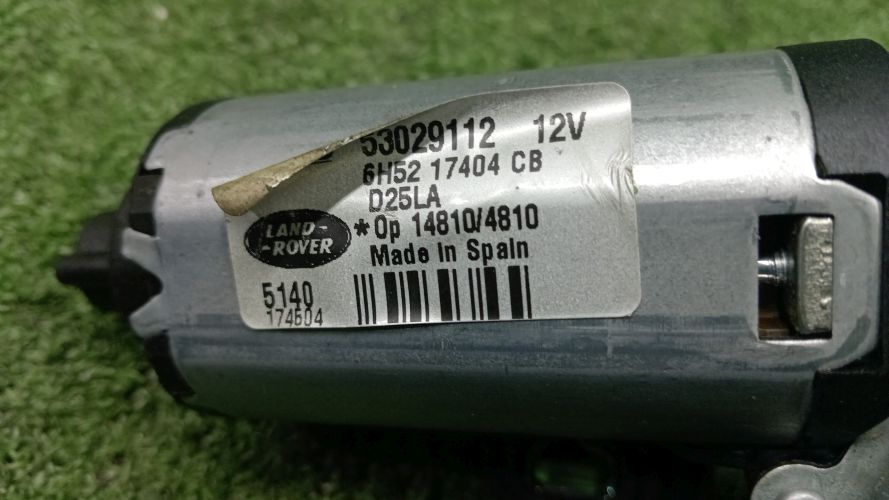 53029112 12V
6H52 17404 CB
D25LA
*Op 14810/4810
Made in Spain
LAND-
-ROVER
5140
174504